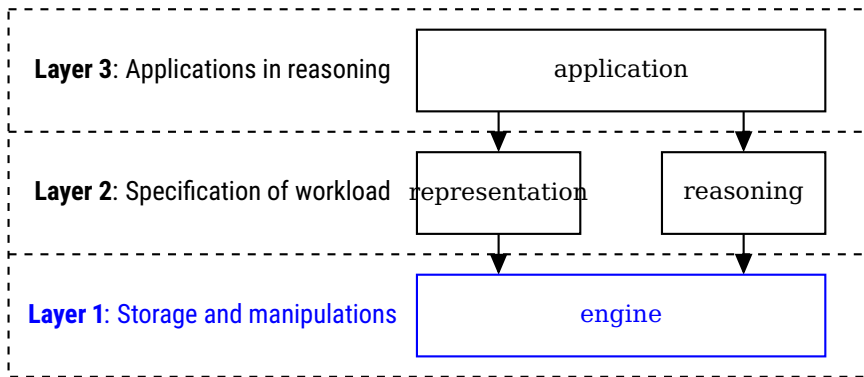 Layer 3: Applications in reasoning
application
Layer 2: Specification of workload
representation
reasoning
Layer 1: Storage and manipulations
engine